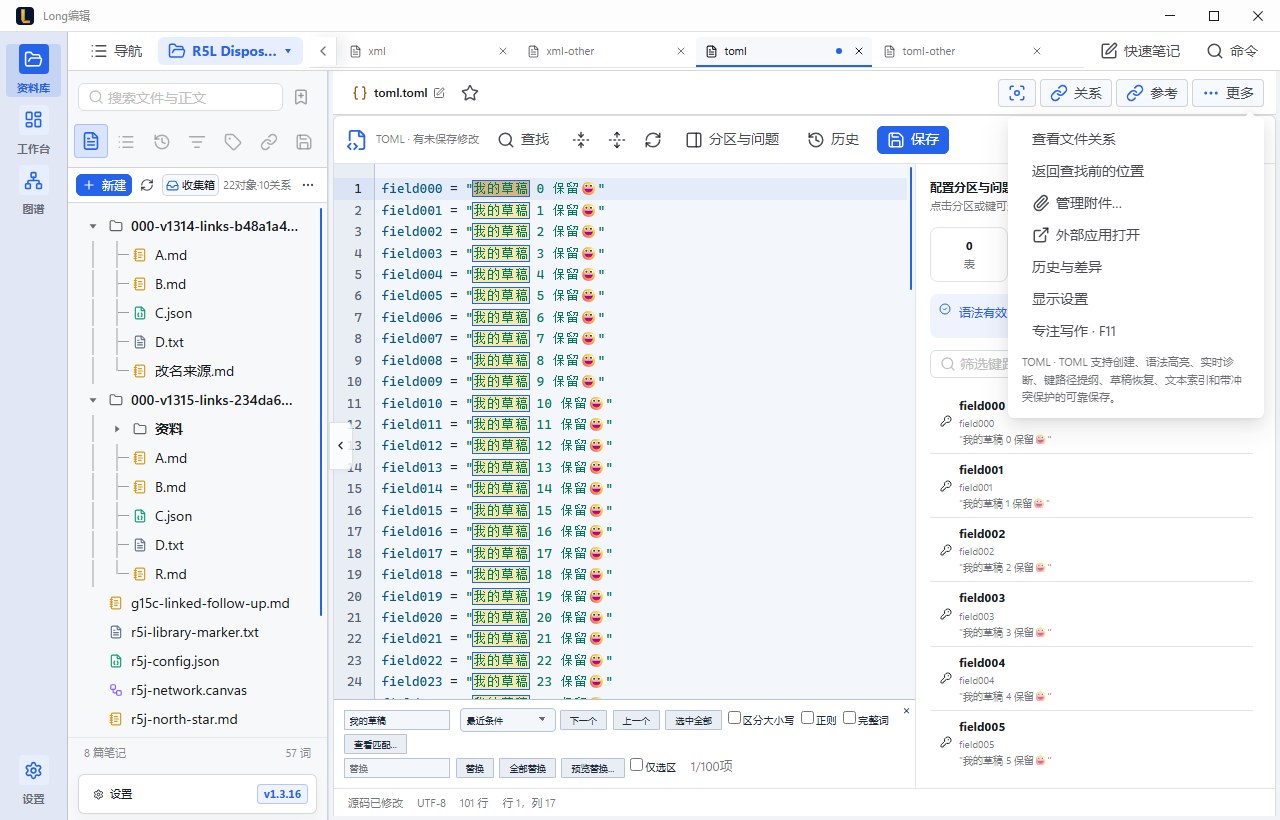 Long编辑
资料库
工作台
图谱
设置
导航
R5L Dispos...
xml
xml-other
toml
toml-other
快速笔记
命令
搜索文件与正文
新建
收集箱
22对象·10关系
000-v1314-links-b48a1a4...
A.md
B.md
C.json
D.txt
改名来源.md
000-v1315-links-234da6...
资料
A.md
B.md
C.json
D.txt
R.md
g15c-linked-follow-up.md
r5i-library-marker.txt
r5j-config.json
r5j-network.canvas
r5j-north-star.md
8 篇笔记 57 词
设置 v1.3.16
toml.toml
关系
参考
更多
TOML · 有未保存修改
查找
分区与问题
历史
保存
1 field000 = "我的草稿 0 保留😀"
2 field001 = "我的草稿 1 保留😀"
3 field002 = "我的草稿 2 保留😀"
4 field003 = "我的草稿 3 保留😀"
5 field004 = "我的草稿 4 保留😀"
6 field005 = "我的草稿 5 保留😀"
7 field006 = "我的草稿 6 保留😀"
8 field007 = "我的草稿 7 保留😀"
9 field008 = "我的草稿 8 保留😀"
10 field009 = "我的草稿 9 保留😀"
11 field010 = "我的草稿 10 保留😀"
12 field011 = "我的草稿 11 保留😀"
13 field012 = "我的草稿 12 保留😀"
14 field013 = "我的草稿 13 保留😀"
15 field014 = "我的草稿 14 保留😀"
16 field015 = "我的草稿 15 保留😀"
17 field016 = "我的草稿 16 保留😀"
18 field017 = "我的草稿 17 保留😀"
19 field018 = "我的草稿 18 保留😀"
20 field019 = "我的草稿 19 保留😀"
21 field020 = "我的草稿 20 保留😀"
22 field021 = "我的草稿 21 保留😀"
23 field022 = "我的草稿 22 保留😀"
24 field023 = "我的草稿 23 保留😀"
我的草稿 最近条件 下一个 上一个 选中全部 区分大小写 正则 完整词 ×
查看匹配...
替换 替换 全部替换 预览替换... 仅选区 1/100项
源码已修改 UTF-8 101 行 行 1，列 17
配置分区与问
点击分区或键可
0
表
语法有效
筛选键
field000
field000
"我的草稿 0 保留😀"
field001
field001
"我的草稿 1 保留😀"
field002
field002
"我的草稿 2 保留😀"
field003
field003
"我的草稿 3 保留😀"
field004
field004
"我的草稿 4 保留😀"
field005
field005
"我的草稿 5 保留😀"
查看文件关系
返回查找前的位置
管理附件...
外部应用打开
历史与差异
显示设置
专注写作 · F11
TOML · TOML 支持创建、语法高亮、实时诊
断、键路径提纲、草稿恢复、文本索引和带冲
突保护的可靠保存。